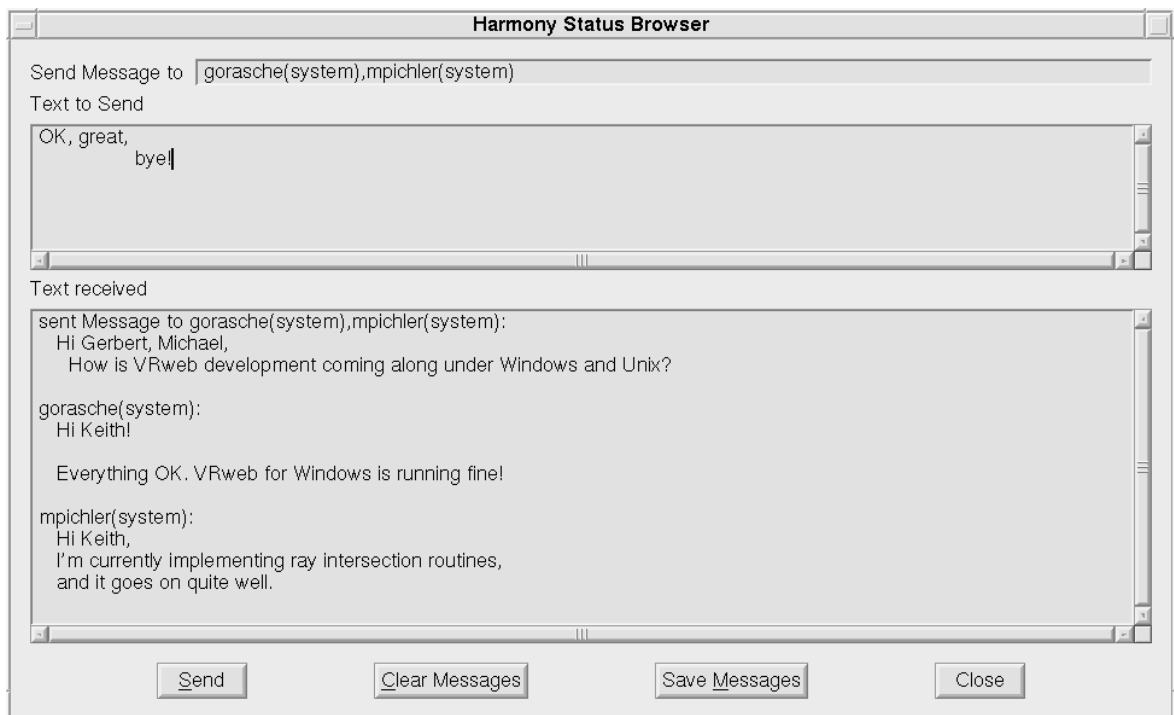 Harmony Status Browser
Send Message to gorasche(system),mpichler(system)
Text to Send
OK, great,
bye!
Text received
sent Message to gorasche(system),mpichler(system):
Hi Gerbert, Michael,
How is VRweb development coming along under Windows and Unix?
gorasche(system):
Hi Keith!
Everything OK. VRweb for Windows is running fine!
mpichler(system):
Hi Keith,
I'm currently implementing ray intersection routines,
and it goes on quite well.
Send Clear Messages Save Messages Close